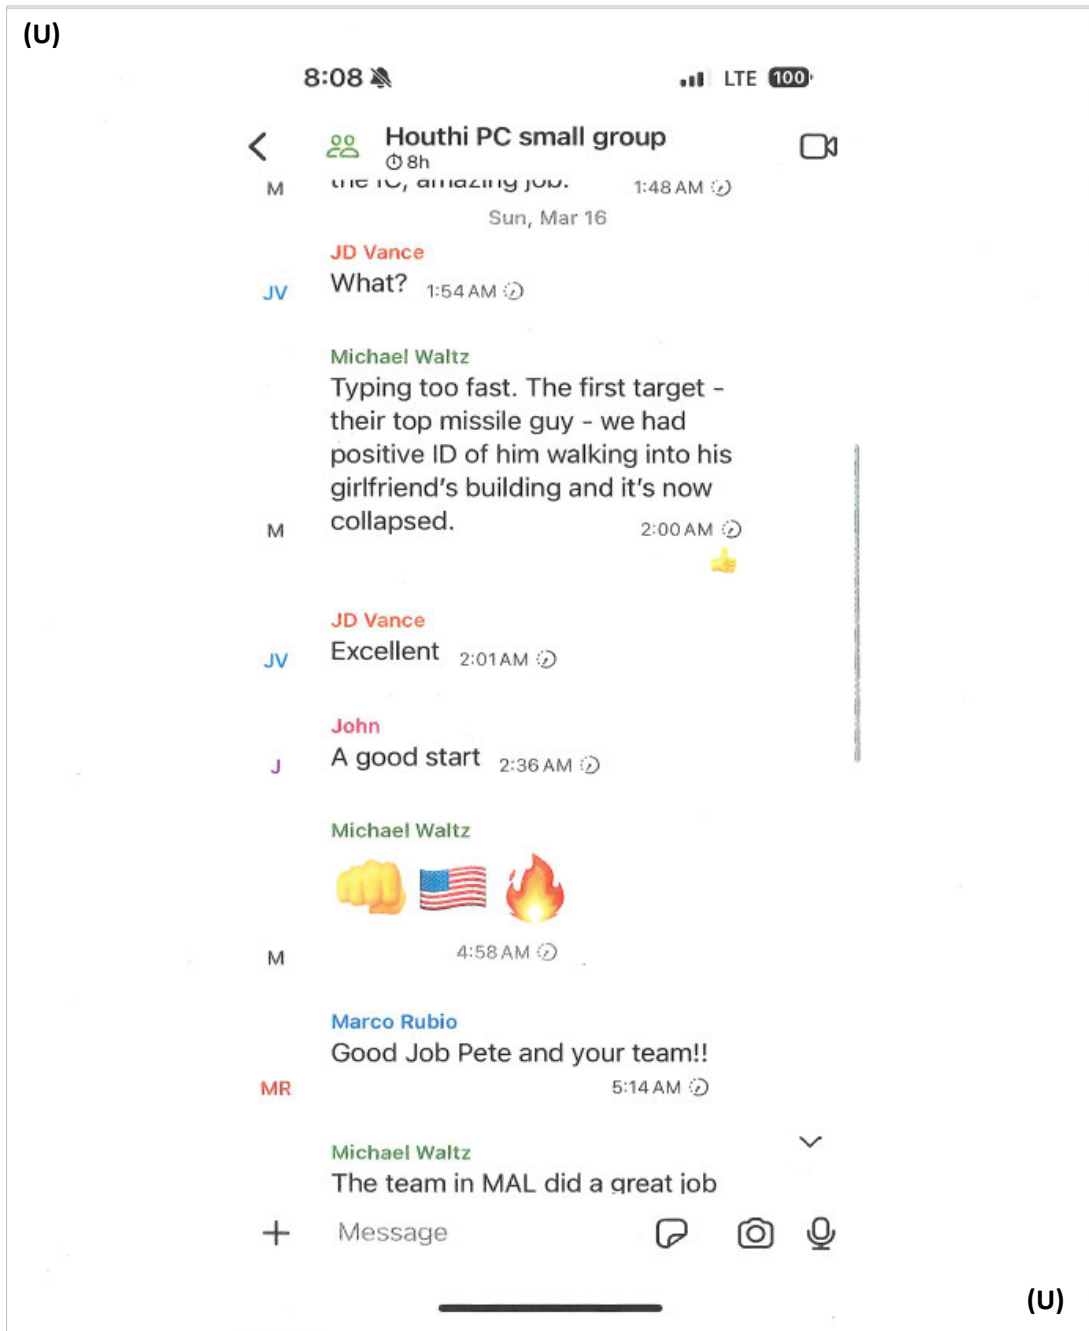 (U)
8:08 LTE 100
Houthi PC small group
8h
M the IC, amazing job. 1:48 AM
Sun, Mar 16
JD Vance
What? 1:54 AM
JV
Michael Waltz
Typing too fast. The first target -
their top missile guy - we had
positive ID of him walking into his
girlfriend's building and it's now
collapsed. 2:00 AM
M
👍
JD Vance
Excellent 2:01 AM
JV
John
A good start 2:36 AM
J
Michael Waltz
👊 🇺🇸 🔥
4:58 AM
M
Marco Rubio
Good Job Pete and your team!!
MR 5:14 AM
Michael Waltz
The team in MAL did a great job
Message
(U)